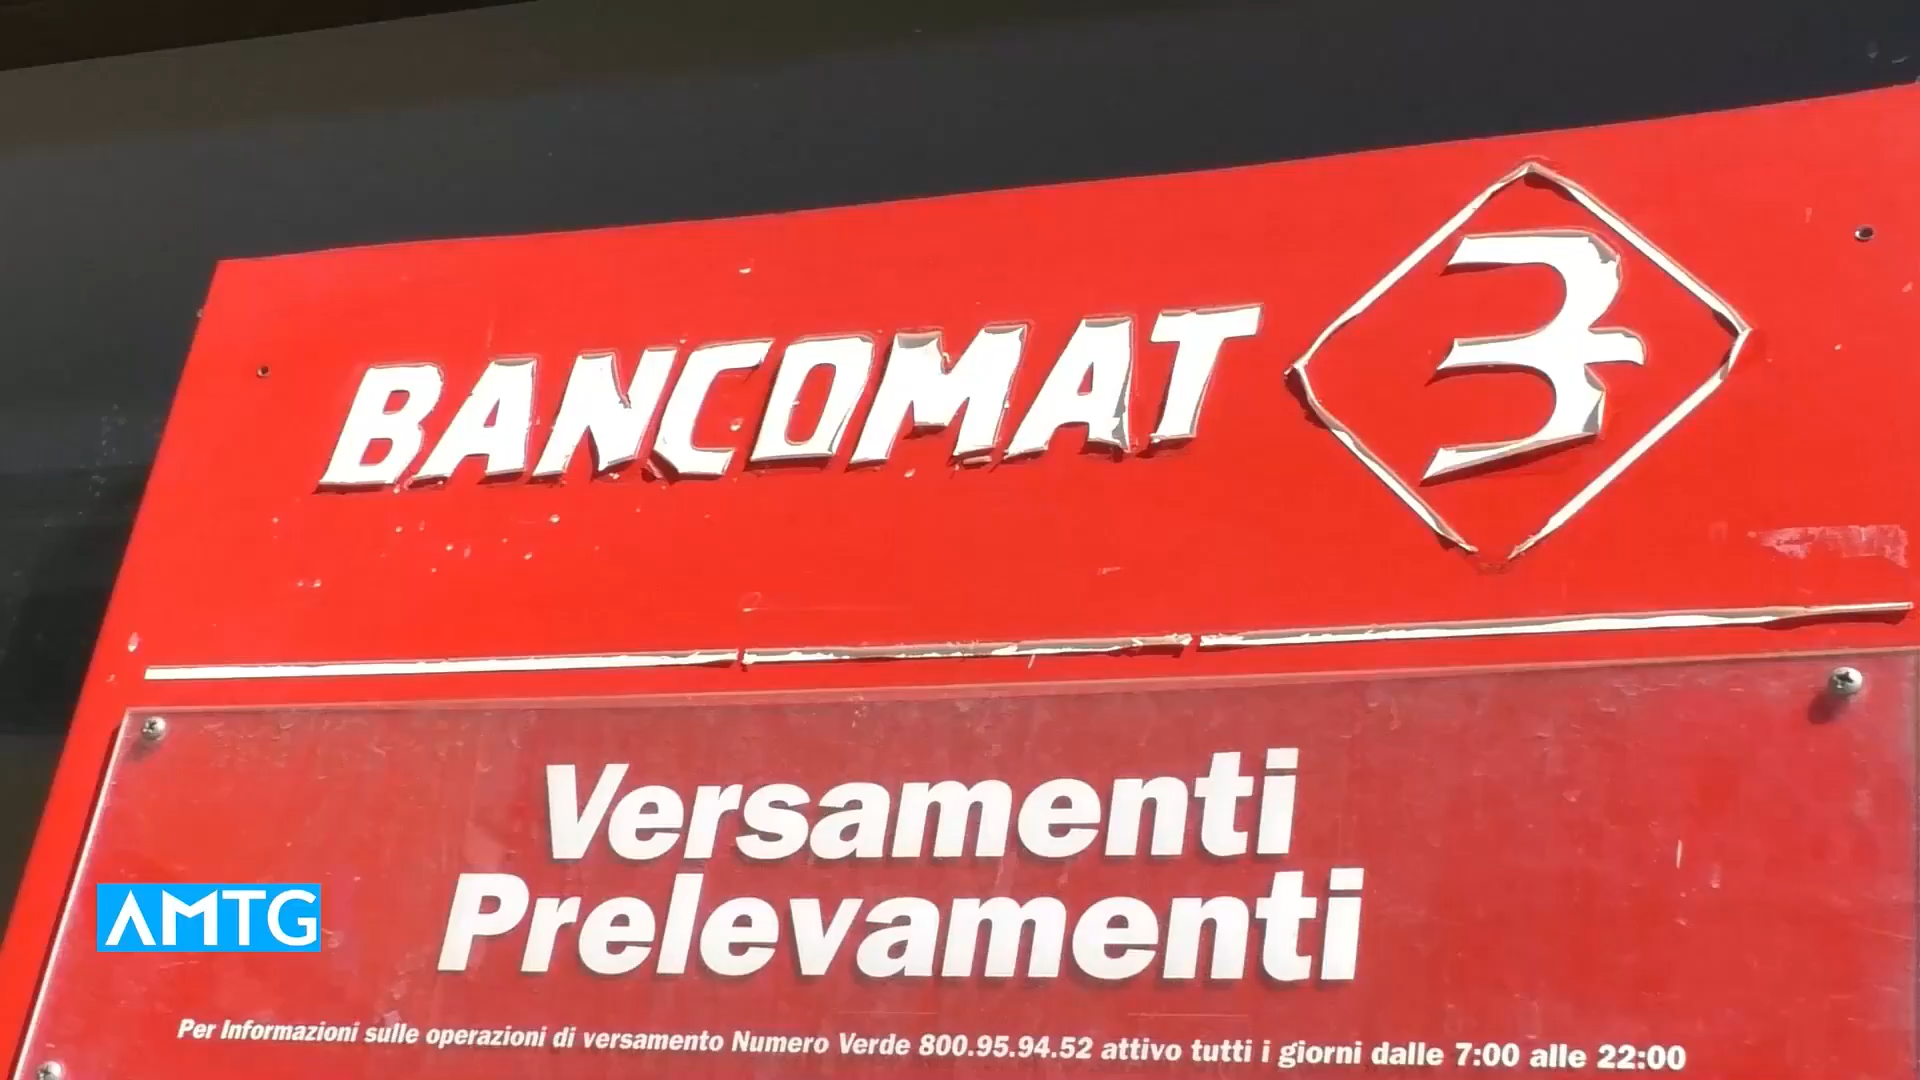 BANCOMAT
Versamenti
Prelevamenti
AMTG
Per Informazioni sulle operazioni di versamento Numero Verde 800.95.94.52 attivo tutti i giorni dalle 7:00 alle 22:00